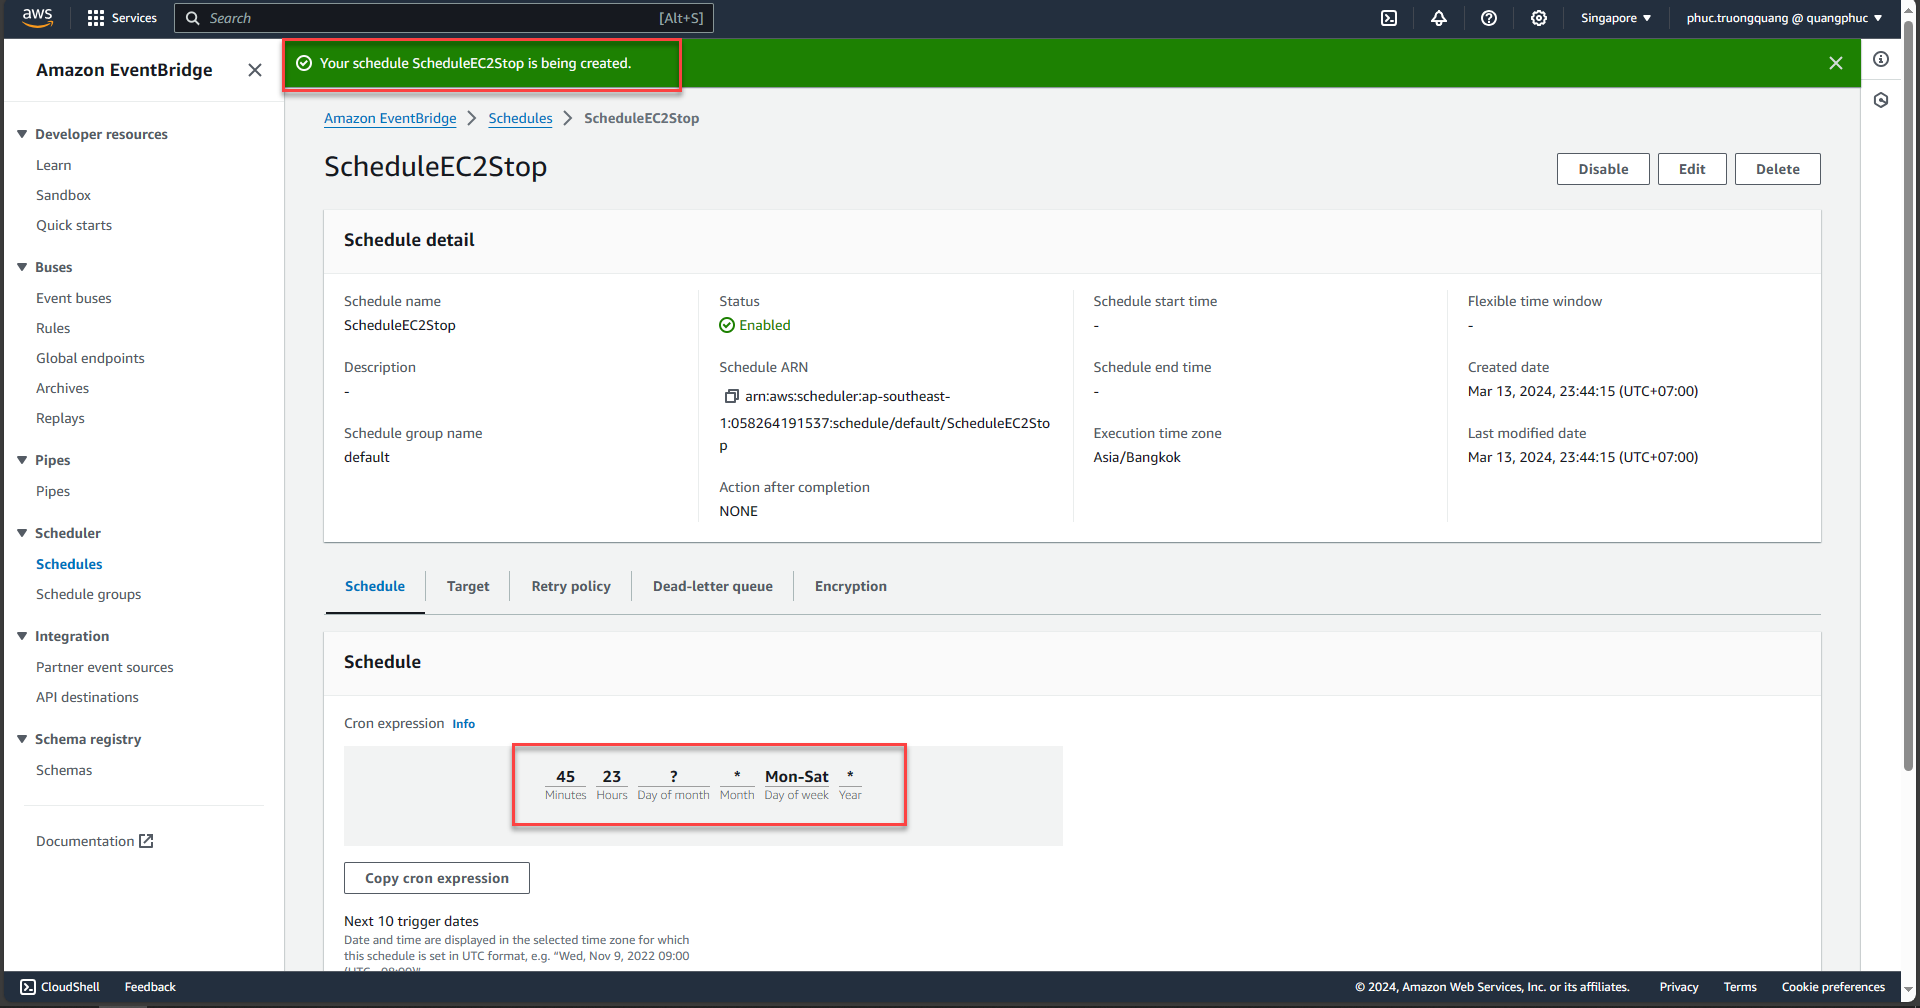 aws
Services
Search
[Alt+S]
Singapore
phuc.truongquang @ quangphuc
Amazon EventBridge
Developer resources
Learn
Sandbox
Quick starts
Buses
Event buses
Rules
Global endpoints
Archives
Replays
Pipes
Pipes
Scheduler
Schedules
Schedule groups
Integration
Partner event sources
API destinations
Schema registry
Schemas
Documentation
Your schedule ScheduleEC2Stop is being created.
Amazon EventBridge
Schedules
ScheduleEC2Stop
ScheduleEC2Stop
Disable
Edit
Delete
Schedule detail
Schedule name
ScheduleEC2Stop
Description
-
Schedule group name
default
Status
Enabled
Schedule ARN
arn:aws:scheduler:ap-southeast-
1:058264191537:schedule/default/ScheduleEC2Sto
p
Action after completion
NONE
Schedule start time
-
Schedule end time
-
Execution time zone
Asia/Bangkok
Flexible time window
-
Created date
Mar 13, 2024, 23:44:15 (UTC+07:00)
Last modified date
Mar 13, 2024, 23:44:15 (UTC+07:00)
Schedule
Target
Retry policy
Dead-letter queue
Encryption
Schedule
Cron expression Info
45 23 ? * Mon-Sat *
Minutes Hours Day of month Month Day of week Year
Copy cron expression
Next 10 trigger dates
Date and time are displayed in the selected time zone for which
this schedule is set in UTC format, e.g. “Wed, Nov 9, 2022 09:00
CloudShell
Feedback
© 2024, Amazon Web Services, Inc. or its affiliates.
Privacy
Terms
Cookie preferences